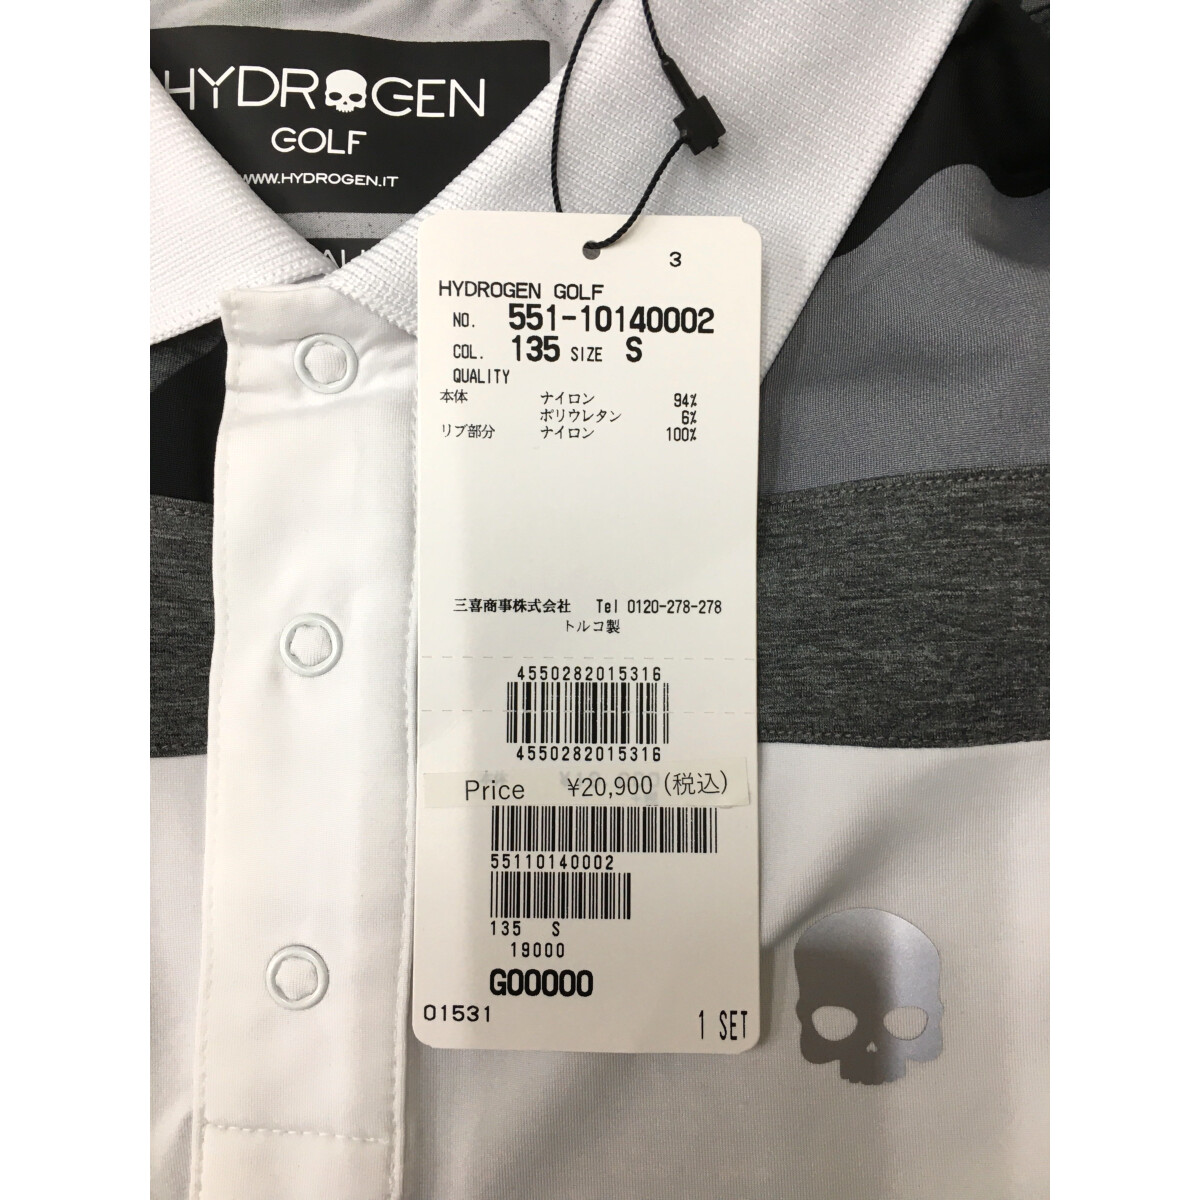 HYDROGEN
GOLF
WWW.HYDROGEN.IT
3
HYDROGEN GOLF
NO. 551-10140002
COL. 135 SIZE S
QUALITY
本体 ナイロン 94%
ポリウレタン 6%
リブ部分 ナイロン 100%
三喜商事株式会社 Tel 0120-278-278
トルコ製
4550282015316
4550282015316
Price ¥20,900 (税込)
55110140002
135 S
19000
G00000
01531
1 SET